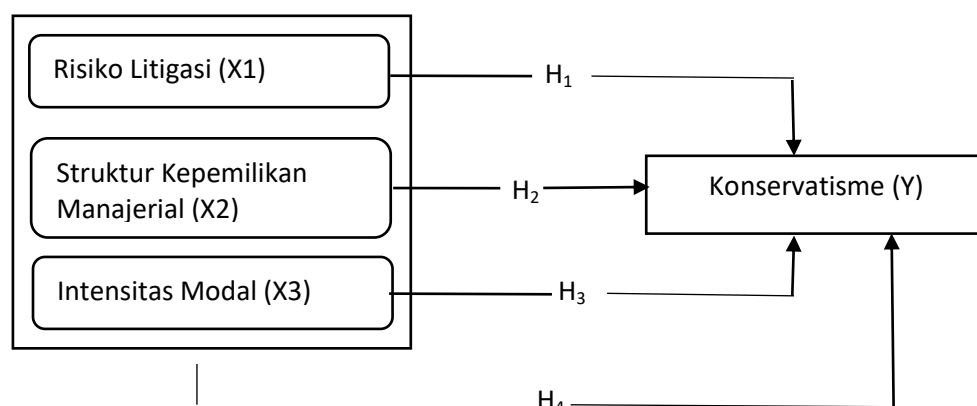 Risiko Litigasi (X1)
H₁
Struktur Kepemilikan
Manajerial (X2)
H₂
Konservatisme (Y)
Intensitas Modal (X3)
H₃
H₄